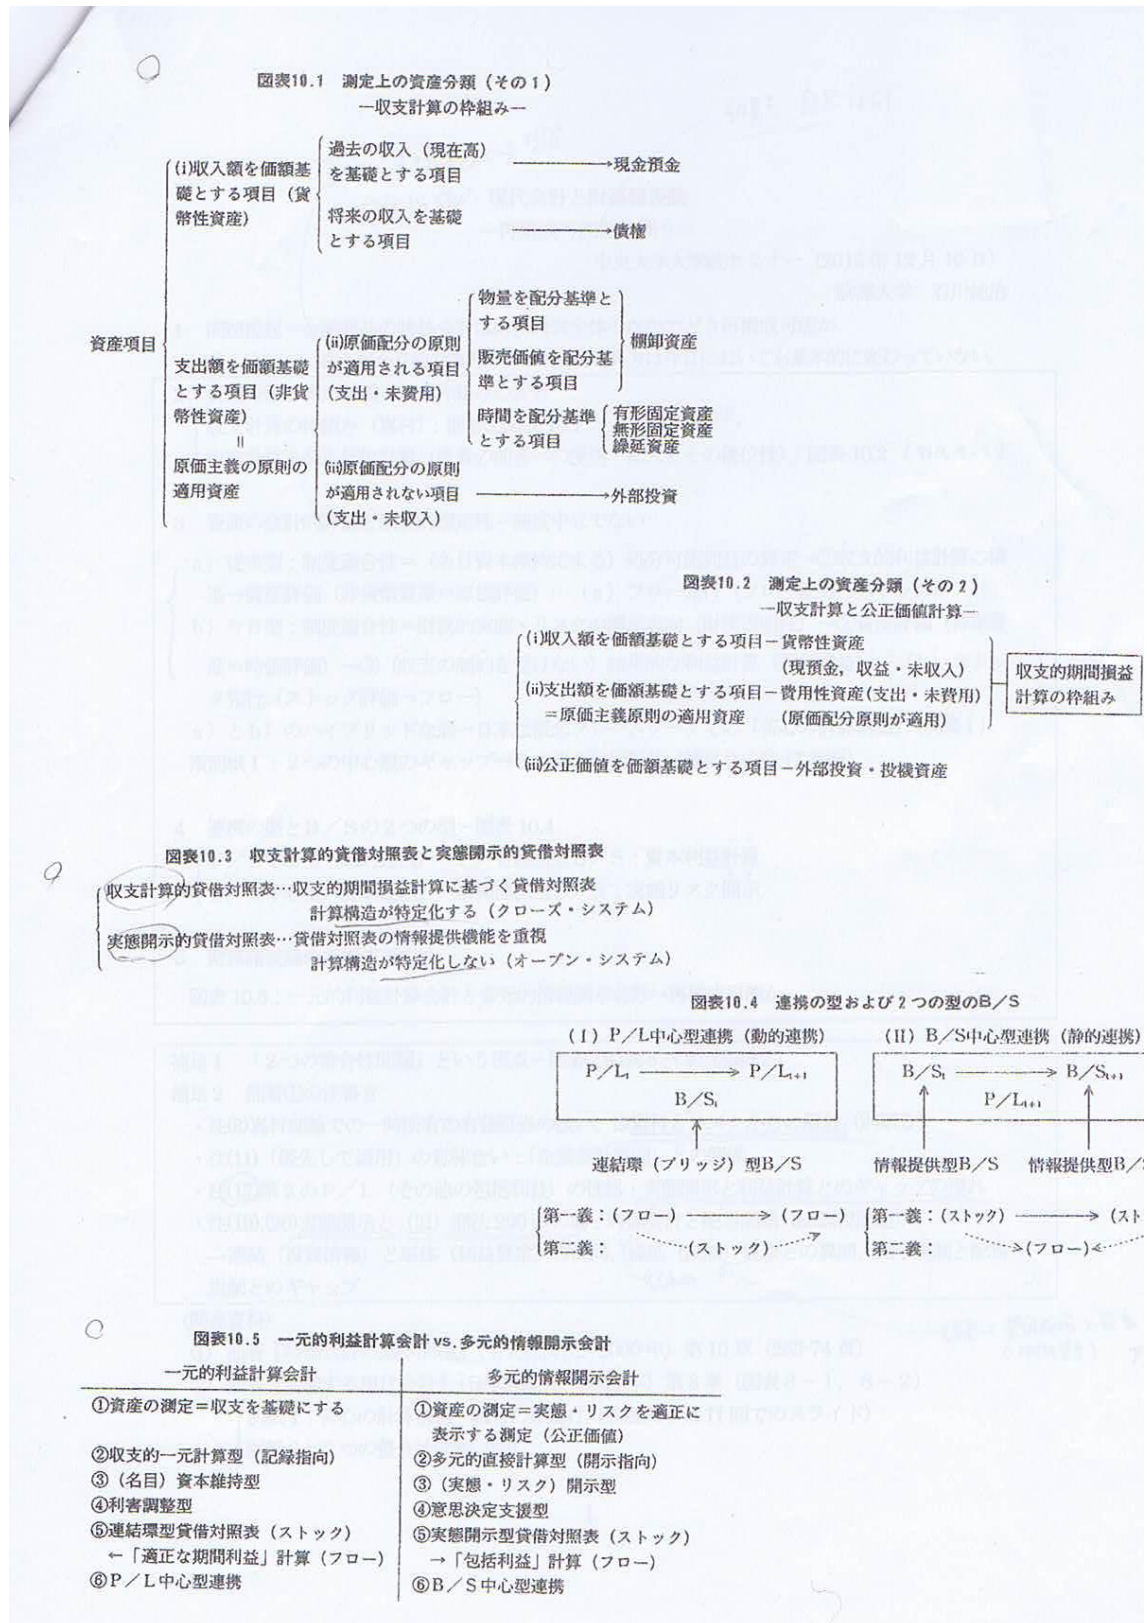 図表10.1 測定上の資産分類(その1)
―収支計算の枠組み―
資産項目
(i)収入額を価額基
礎とする項目(貨
幣性資産)
過去の収入(現在高)
を基礎とする項目
→現金預金
将来の収入を基礎
とする項目
→債権
支出額を価額基礎
とする項目(非貨
幣性資産)
=
原価主義の原則の
適用資産
(ii)原価配分の原則
が適用される項目
(支出・未費用)
物量を配分基準と
する項目
販売価値を配分基
準とする項目
棚卸資産
時間を配分基準
とする項目
有形固定資産
無形固定資産
繰延資産
(iii)原価配分の原則
が適用されない項目
(支出・未収入)
→外部投資
図表10.2 測定上の資産分類(その2)
―収支計算と公正価値計算―
(i)収入額を価額基礎とする項目−貨幣性資産
(現預金,収益・未収入)
(ii)支出額を価額基礎とする項目−費用性資産(支出・未費用)
=原価主義原則の適用資産 (原価配分原則が適用)
収支的期間損益
計算の枠組み
(ii)公正価値を価額基礎とする項目−外部投資・投機資産
図表10.3 収支計算的貸借対照表と実態開示的貸借対照表
収支計算的貸借対照表…収支的期間損益計算に基づく貸借対照表
計算構造が特定化する(クローズ・システム)
実態開示的貸借対照表…貸借対照表の情報提供機能を重視
計算構造が特定化しない(オープン・システム)
図表10.4 連携の型および2つの型のB/S
(I) P/L中心型連携(動的連携)
P/Lt → P/Lt+1
B/St
連結環(ブリッジ)型B/S
第一義:(フロー) → (フロー)
第二義: (ストック)
(II) B/S中心型連携(静的連携)
B/St → B/St+1
P/Lt+1
情報提供型B/S 情報提供型B/S
第一義:(ストック) → (スト
第二義: (フロー)
図表10.5 一元的利益計算会計 vs.多元的情報開示会計
一元的利益計算会計
①資産の測定=収支を基礎にする
②収支的一元計算型(記録指向)
③(名目)資本維持型
④利害調整型
⑤連結環型貸借対照表(ストック)
←「適正な期間利益」計算(フロー)
⑥P/L中心型連携
多元的情報開示会計
①資産の測定=実態・リスクを適正に
表示する測定(公正価値)
②多元的直接計算型(開示指向)
③(実態・リスク)開示型
④意思決定支援型
⑤実態開示型貸借対照表(ストック)
→「包括利益」計算(フロー)
⑥B/S中心型連携